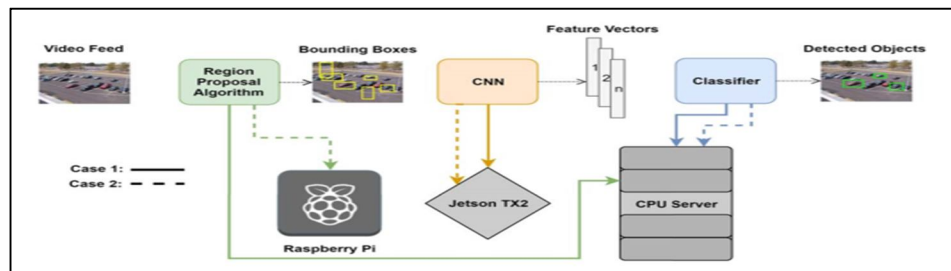 Video Feed
Region
Proposal
Algorithm
Bounding Boxes
CNN
Feature Vectors
1
2
n
Classifier
Detected Objects
Case 1:
Case 2:
Raspberry Pi
Jetson TX2
CPU Server